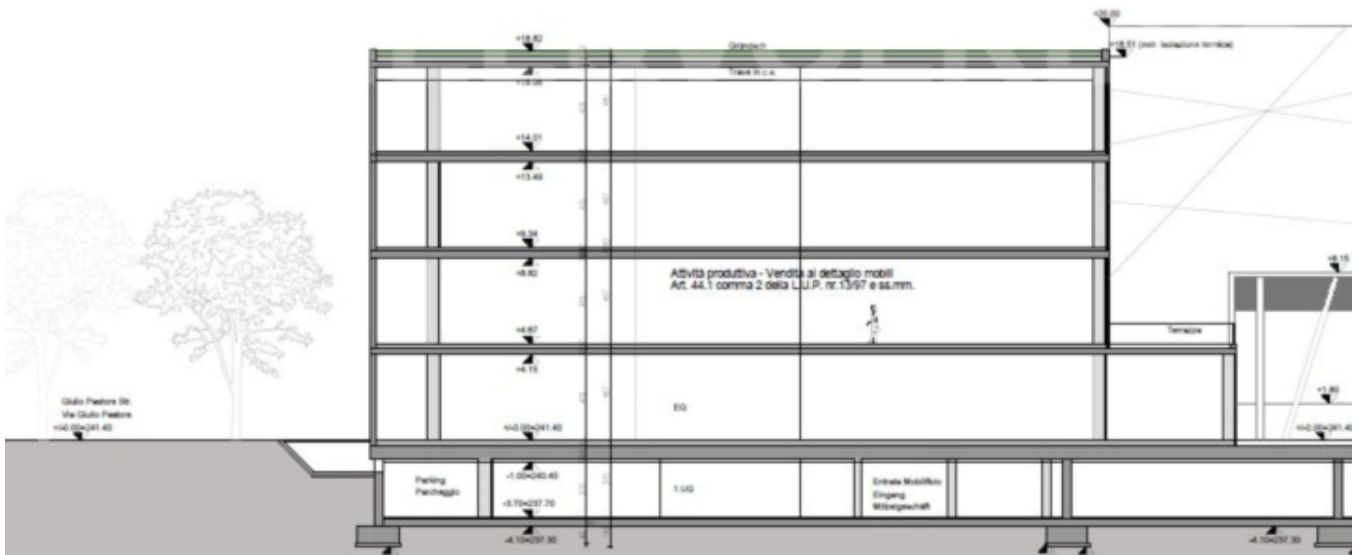 +20.00
+18.82
Gründach
+18.51 (estr. isolazione termica)
Trave in c.a.
+14.01
+13.49
+9.34
+8.82
Attività produttiva - Vendita al dettaglio mobili
Art. 44.1 comma 2 della L.U.P. nr.13/97 e ss.mm.
+8.15
+4.67
Terrazza
+4.15
+1.80
Giulio Pastore Str.
Via Giulio Pastore
+/-0.00=241.40
EG
+/-0.00=241.40
+/-0.00=241.40
Parking
Parcheggio
-1.00=240.40
1.UG
Entrata Mobilificio
Eingang
Möbelgeschäft
-3.70=237.70
-4.10=237.30
-4.10=237.30